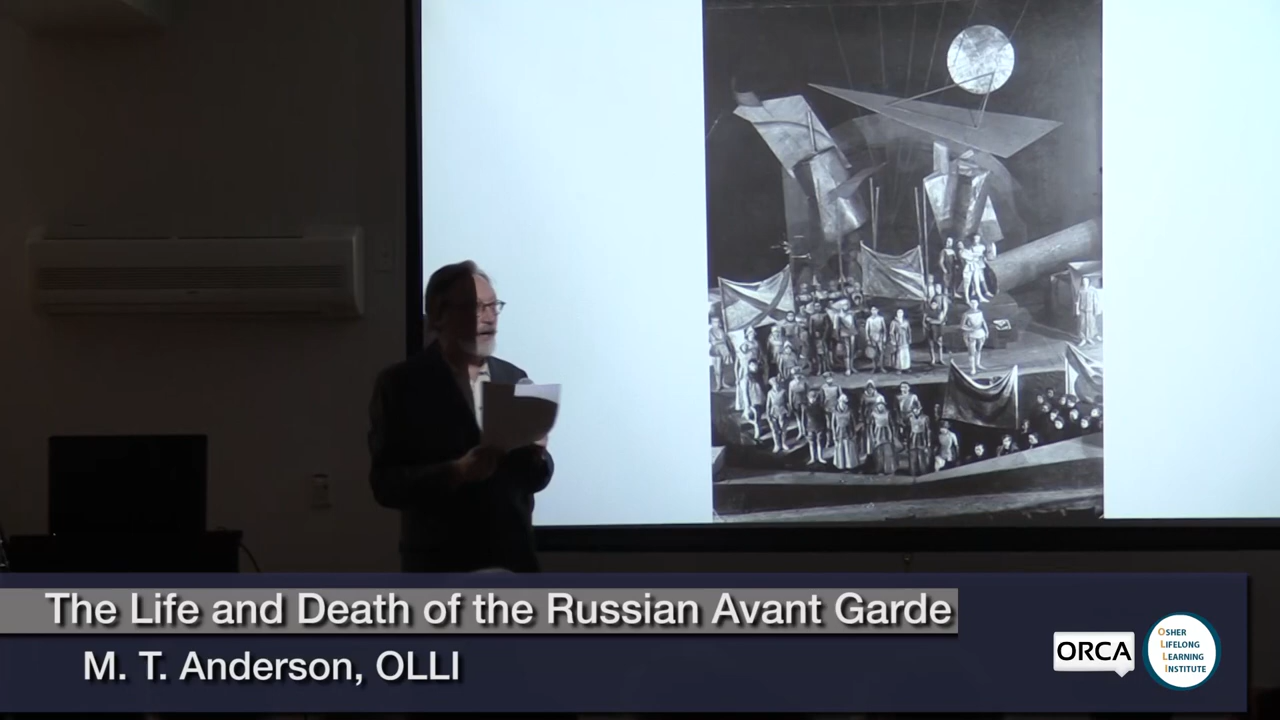 The Life and Death of the Russian Avant Garde
M. T. Anderson, OLLI
ORCA
OSHER
LIFELONG
LEARNING
INSTITUTE